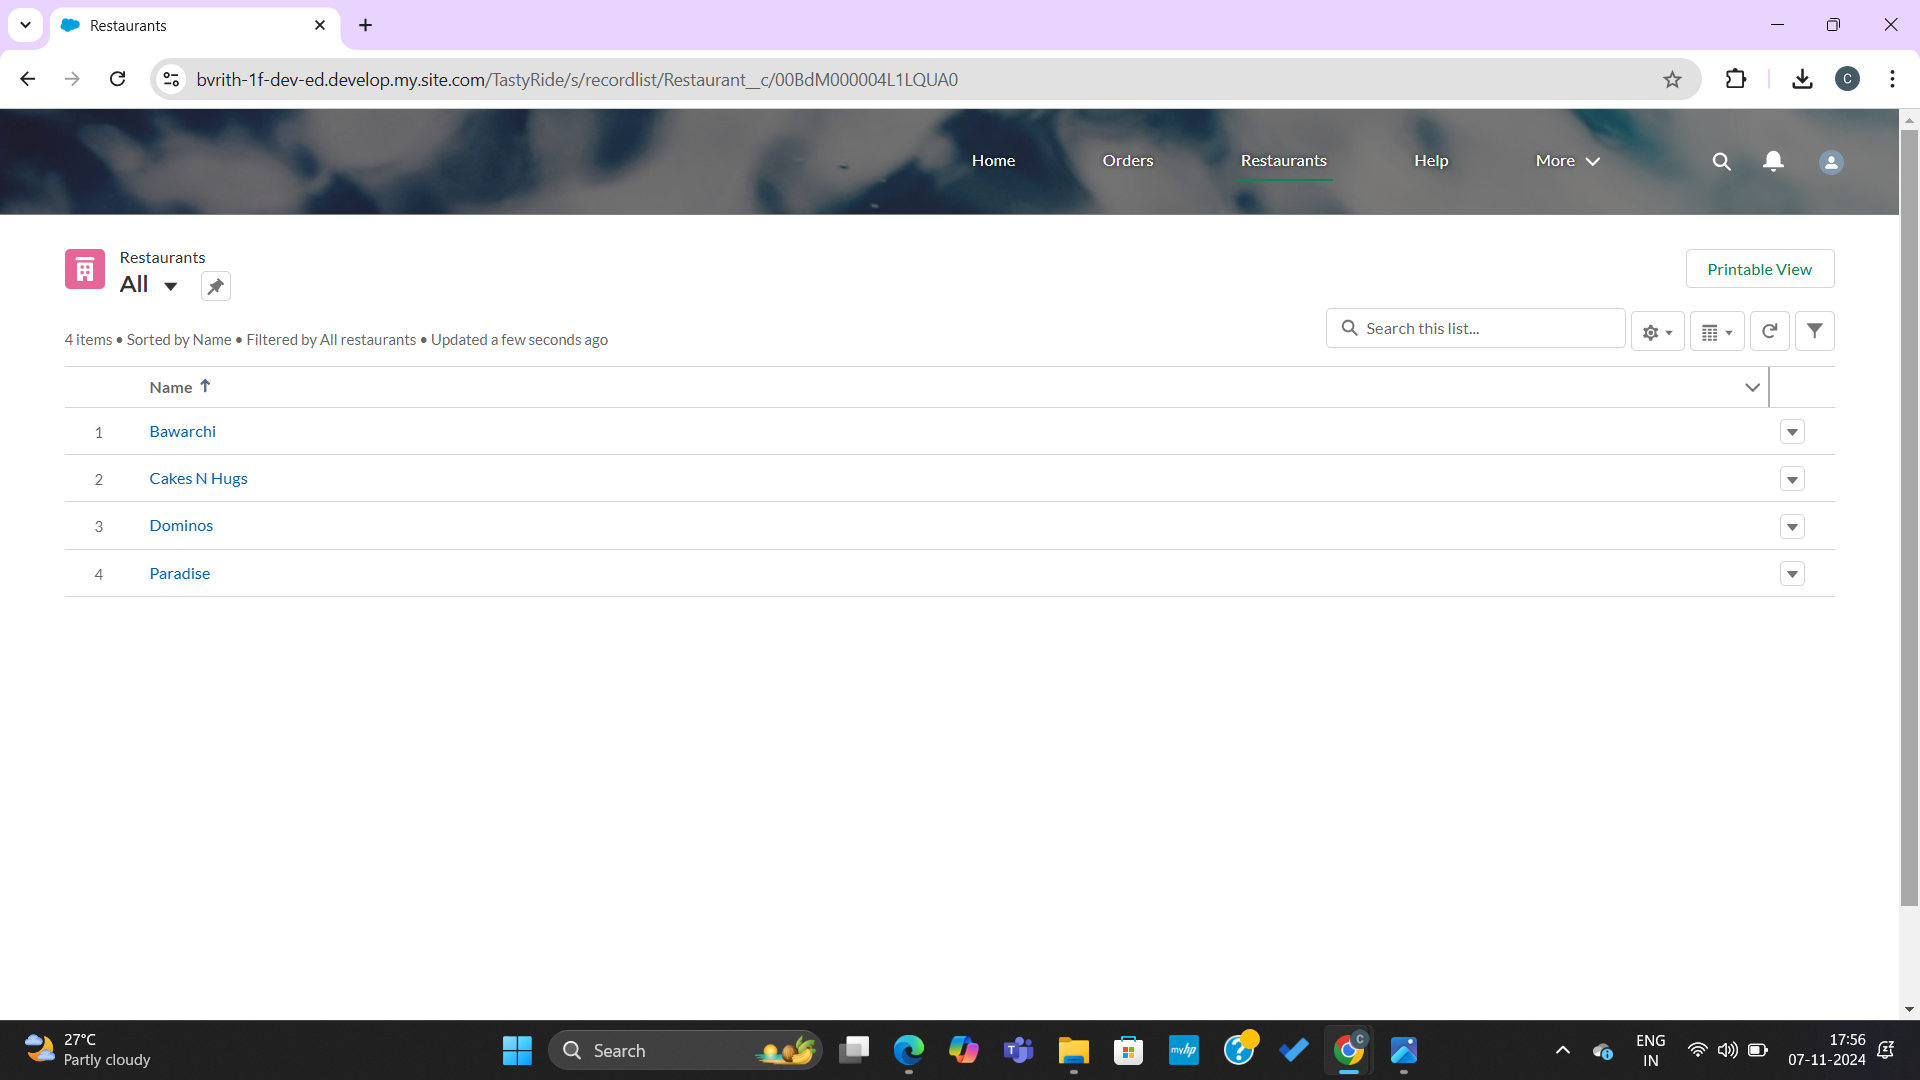 Restaurants
bvrith-1f-dev-ed.develop.my.site.com/TastyRide/s/recordlist/Restaurant__c/00BdM000004L1LQUA0
C
Home Orders Restaurants Help More
Restaurants
All
Printable View
4 items • Sorted by Name • Filtered by All restaurants • Updated a few seconds ago
Search this list...
Name
1 Bawarchi
2 Cakes N Hugs
3 Dominos
4 Paradise
27°C
Partly cloudy
Search
T
myhp
?
C
ENG
IN
17:56
07-11-2024